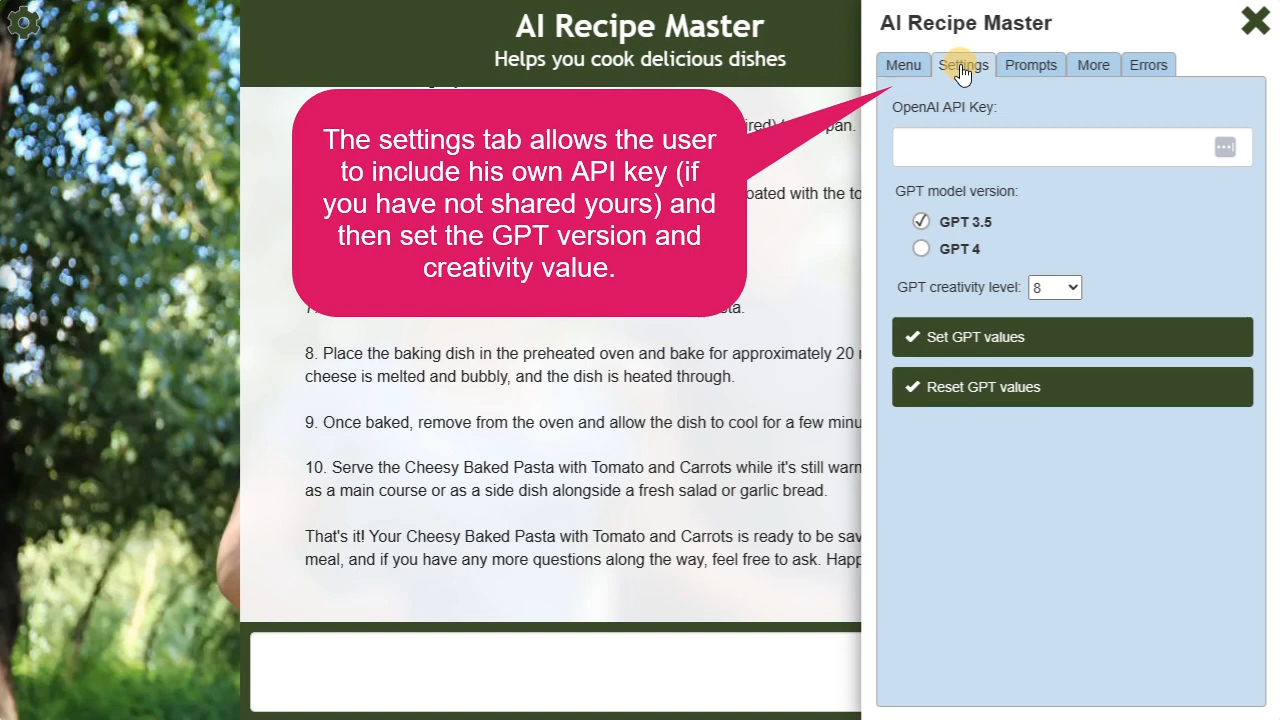 AI Recipe Master
Helps you cook delicious dishes
The settings tab allows the user
to include his own API key (if
you have not shared yours) and
then set the GPT version and
creativity value.
pan.
oated with the to
8. Place the baking dish in the preheated oven and bake for approximately 20
cheese is melted and bubbly, and the dish is heated through.
9. Once baked, remove from the oven and allow the dish to cool for a few minu
10. Serve the Cheesy Baked Pasta with Tomato and Carrots while it's still warm
as a main course or as a side dish alongside a fresh salad or garlic bread.
That's it! Your Cheesy Baked Pasta with Tomato and Carrots is ready to be sav
meal, and if you have any more questions along the way, feel free to ask. Happ
AI Recipe Master
Menu
Settings
Prompts
More
Errors
OpenAI API Key:
GPT model version:
GPT 3.5
GPT 4
GPT creativity level: 8
Set GPT values
Reset GPT values